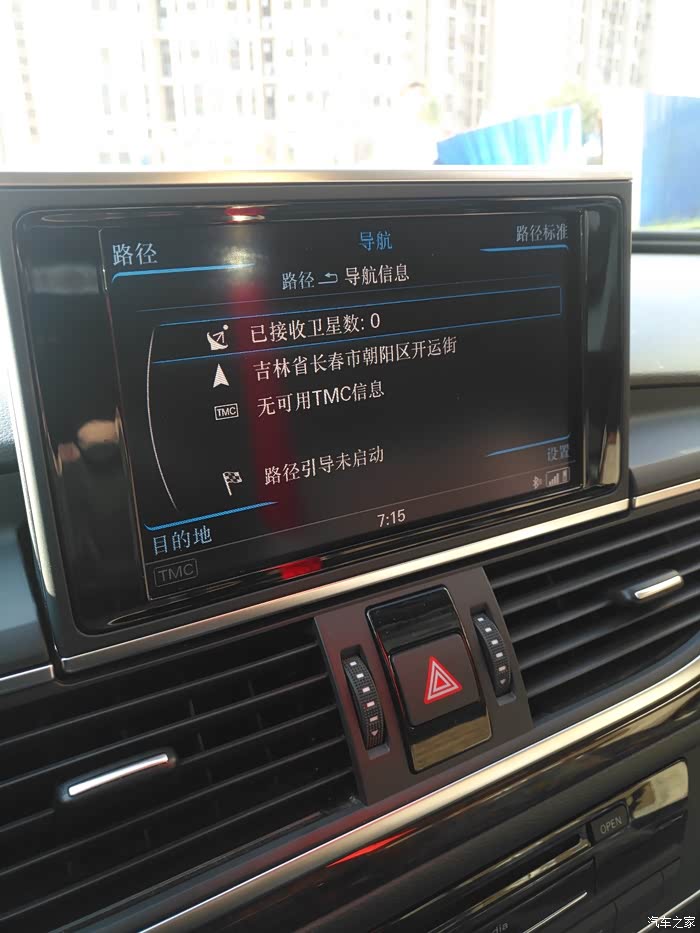 导航
路径
路径标准
路径 导航信息
已接收卫星数: 0
吉林省长春市朝阳区开运街
TMC 无可用TMC信息
路径引导未启动
设置
目的地
7:15
TMC
OPEN
dia
汽车之家